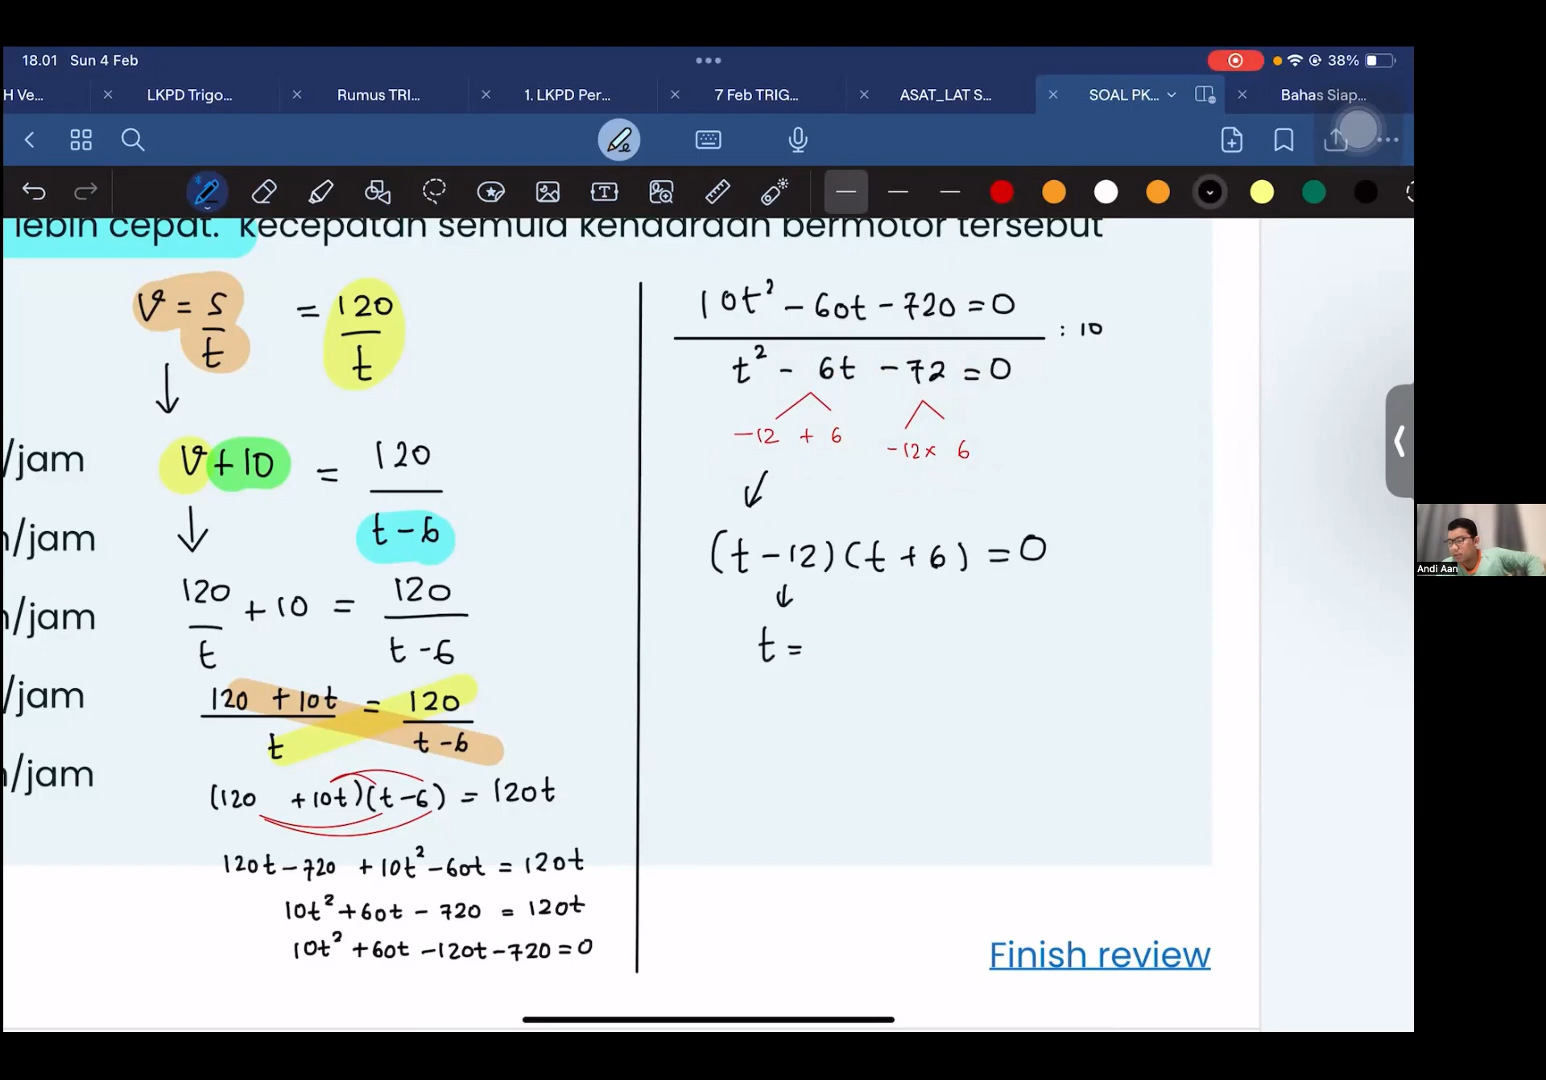 18.01 Sun 4 Feb
38%
H Ve...
LKPD Trigo...
Rumus TRI...
1. LKPD Per...
7 Feb TRIG...
ASAT_LAT S...
SOAL PK...
Bahas Siap...
lebih cepat. kecepatan semula kendaraan bermotor tersebut
/jam
n/jam
n/jam
/jam
n/jam
V = S/t = 120/t
↓
V + 10 = 120/(t - 6)
↓
120/t + 10 = 120/(t - 6)
(120 + 10t)/t = 120/(t - 6)
(120 + 10t)(t - 6) = 120t
120t - 720 + 10t² - 60t = 120t
10t² + 60t - 720 = 120t
10t² + 60t - 120t - 720 = 0
10t² - 60t - 720 = 0
: 10
t² - 6t - 72 = 0
-12 + 6
-12 × 6
(t - 12)(t + 6) = 0
↓
t =
Finish review
Andi Aan